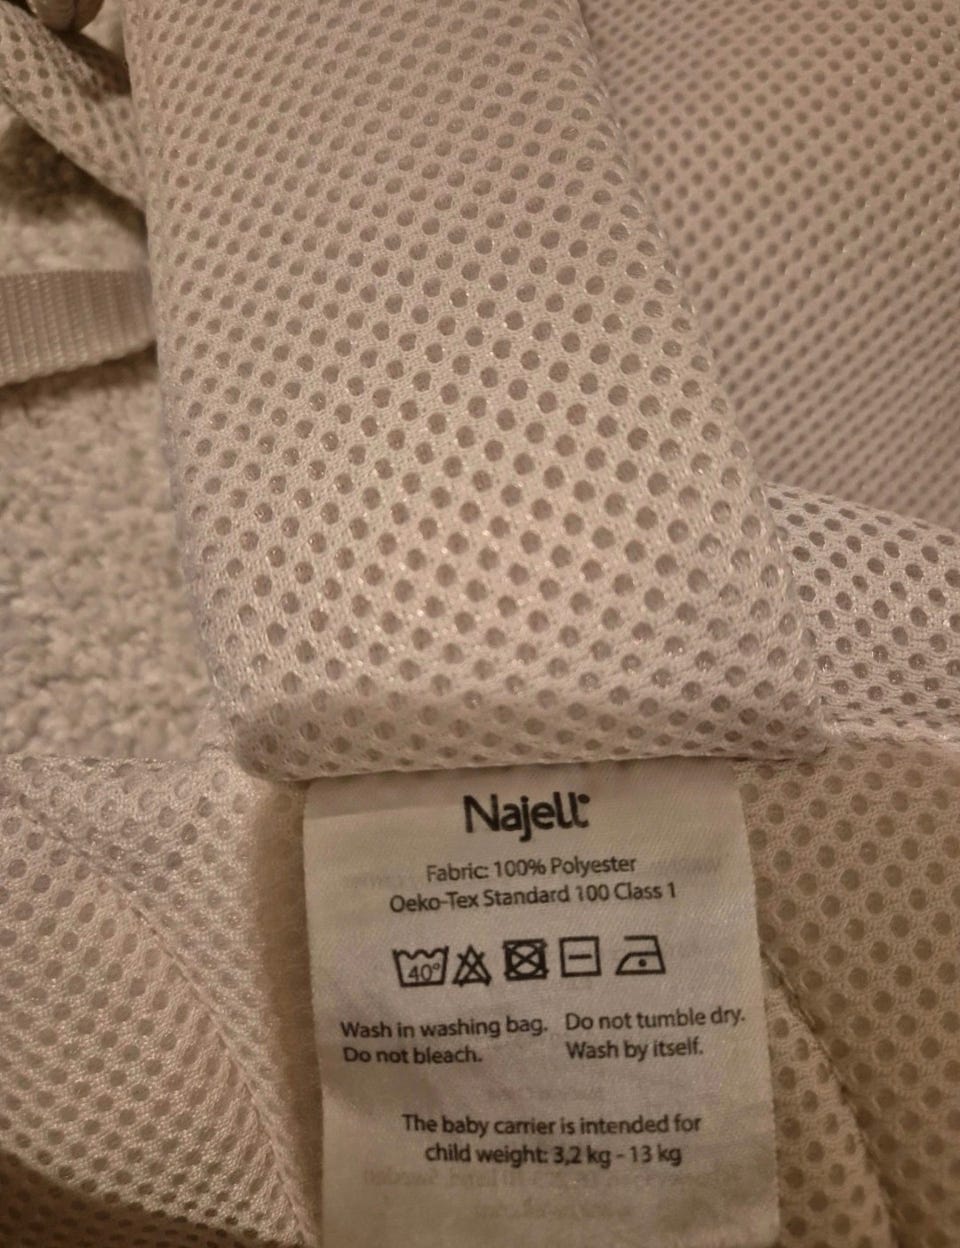 Najell
Fabric: 100% Polyester
Oeko-Tex Standard 100 Class 1
40°
Wash in washing bag. Do not tumble dry.
Do not bleach. Wash by itself.
The baby carrier is intended for
child weight: 3,2 kg - 13 kg